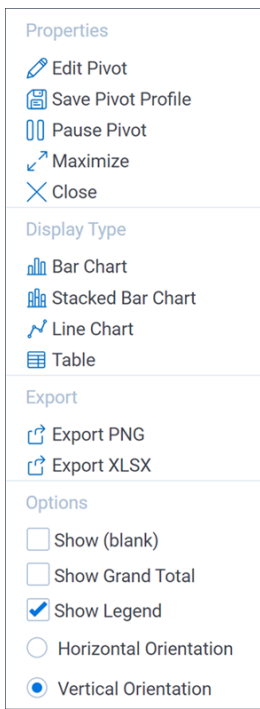 Properties
Edit Pivot
Save Pivot Profile
Pause Pivot
Maximize
Close
Display Type
Bar Chart
Stacked Bar Chart
Line Chart
Table
Export
Export PNG
Export XLSX
Options
Show (blank)
Show Grand Total
Show Legend
Horizontal Orientation
Vertical Orientation